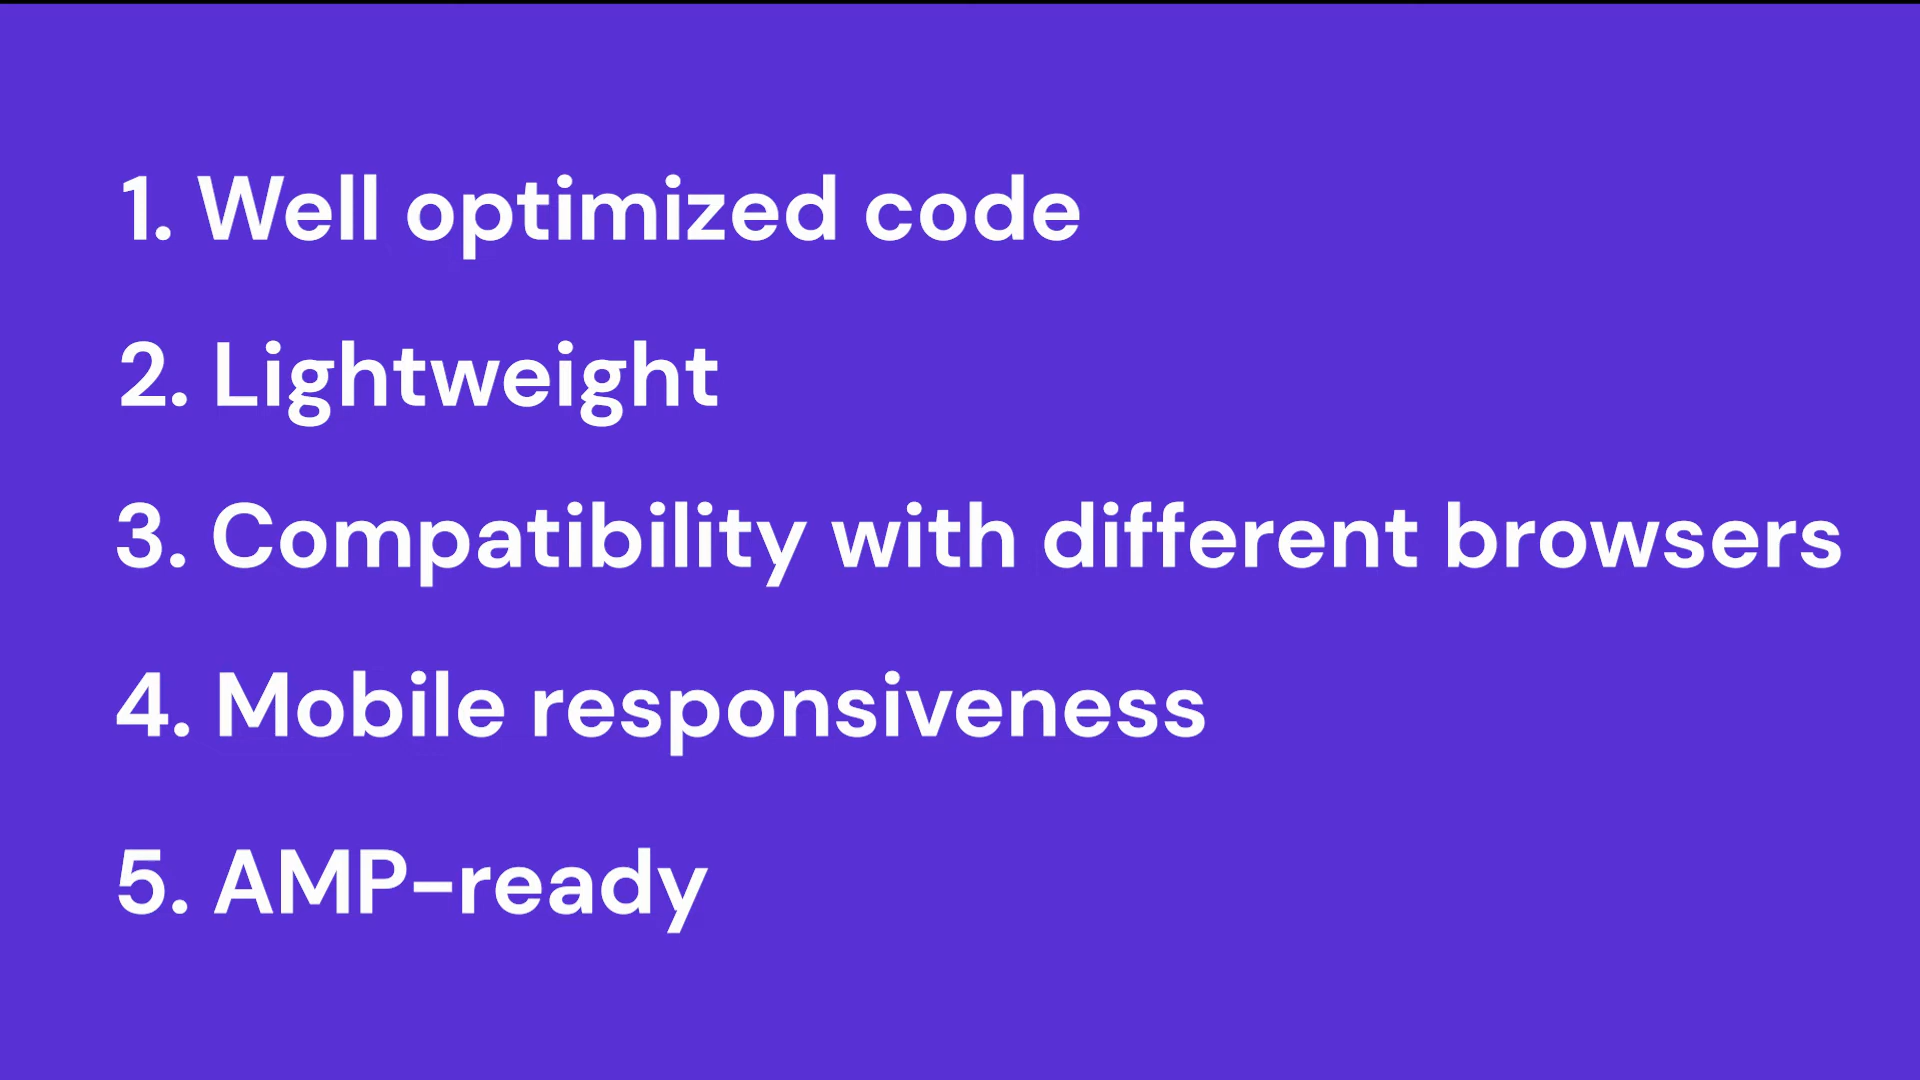 1. Well optimized code
2. Lightweight
3. Compatibility with different browsers
4. Mobile responsiveness
5. AMP-ready